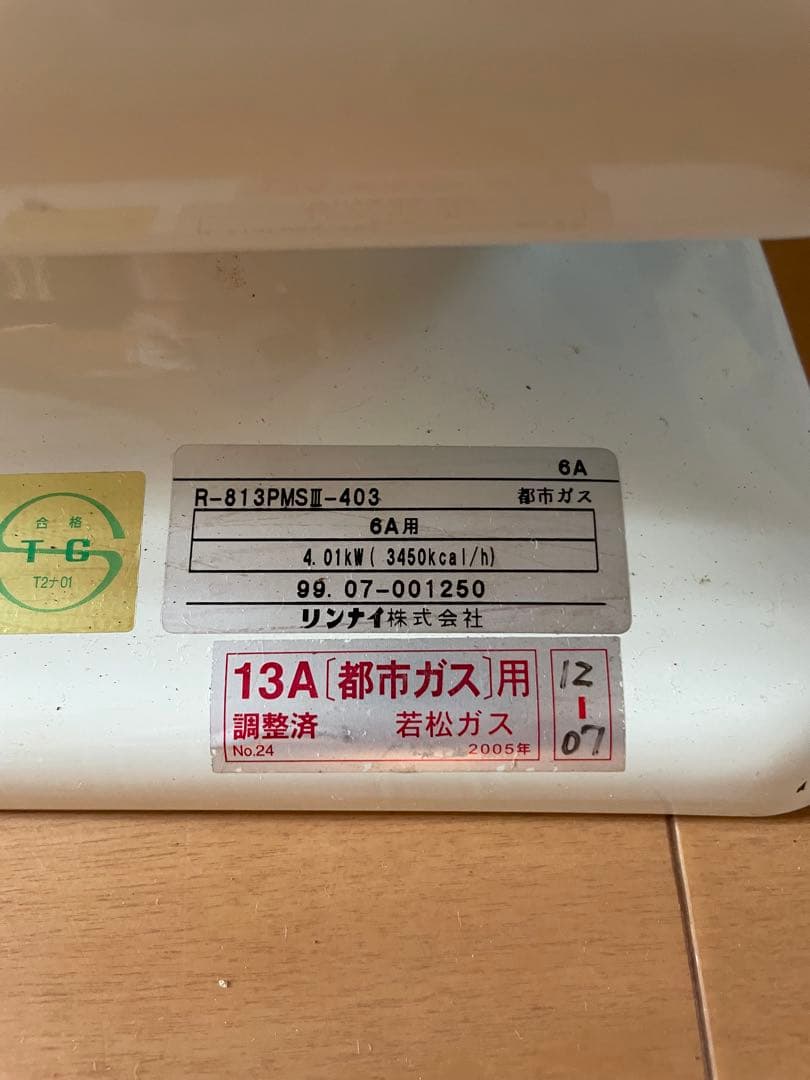 6A
R-813PMSⅢ-403 都市ガス
6A用
4.01kW( 3450kcal/h)
99.07-001250
リンナイ株式会社
合格
T-G
T2ナ01
13A〔都市ガス〕用
調整済 若松ガス
No.24 2005年
12
-
07